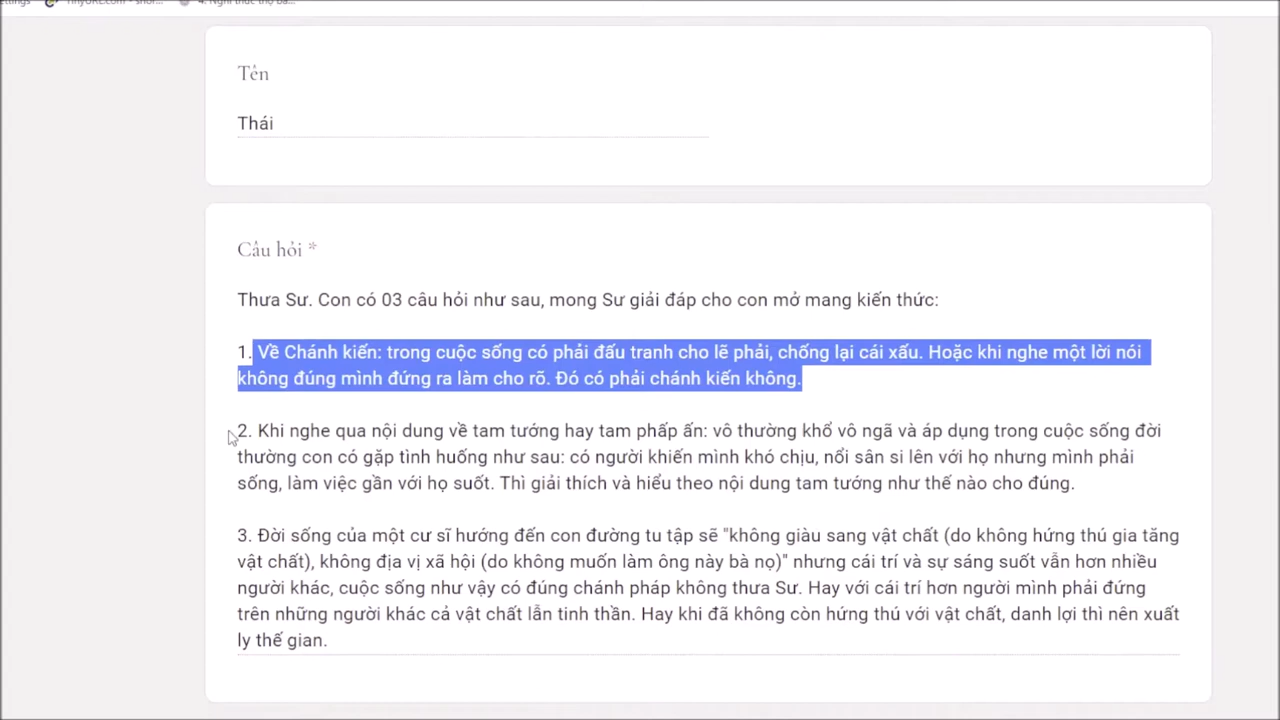 Tên
Thái
Câu hỏi *
Thưa Sư. Con có 03 câu hỏi như sau, mong Sư giải đáp cho con mở mang kiến thức:
1. Về Chánh kiến: trong cuộc sống có phải đấu tranh cho lẽ phải, chống lại cái xấu. Hoặc khi nghe một lời nói
không đúng mình đứng ra làm cho rõ. Đó có phải chánh kiến không.
2. Khi nghe qua nội dung về tam tướng hay tam phấp ấn: vô thường khổ vô ngã và áp dụng trong cuộc sống đời
thường con có gặp tình huống như sau: có người khiến mình khó chịu, nổi sân si lên với họ nhưng mình phải
sống, làm việc gần với họ suốt. Thì giải thích và hiểu theo nội dung tam tướng như thế nào cho đúng.
3. Đời sống của một cư sĩ hướng đến con đường tu tập sẽ "không giàu sang vật chất (do không hứng thú gia tăng
vật chất), không địa vị xã hội (do không muốn làm ông này bà nọ)" nhưng cái trí và sự sáng suốt vẫn hơn nhiều
người khác, cuộc sống như vậy có đúng chánh pháp không thưa Sư. Hay với cái trí hơn người mình phải đứng
trên những người khác cả vật chất lẫn tinh thần. Hay khi đã không còn hứng thú với vật chất, danh lợi thì nên xuất
ly thế gian.